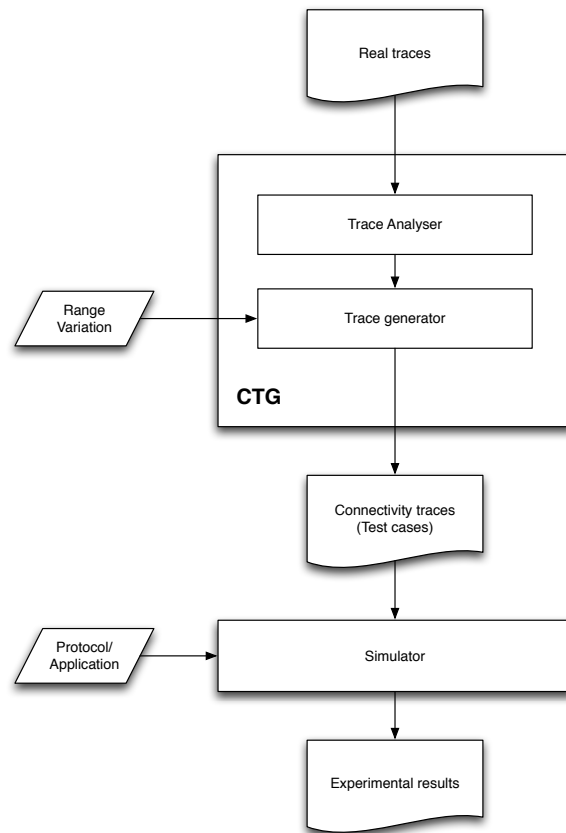 Real traces
Trace Analyser
Range
Variation
Trace generator
CTG
Connectivity traces
(Test cases)
Protocol/
Application
Simulator
Experimental results